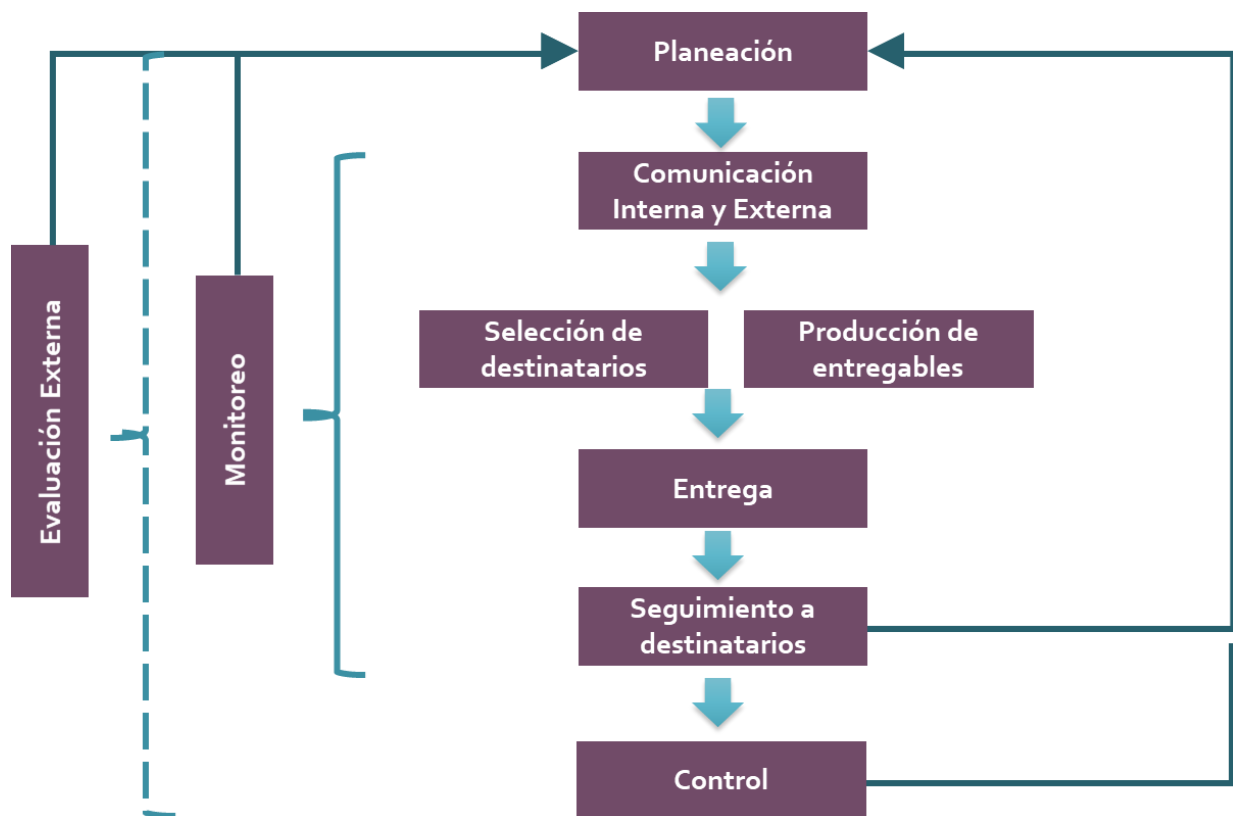 Planeación
Comunicación
Interna y Externa
Selección de
destinatarios
Producción de
entregables
Entrega
Seguimiento a
destinatarios
Control
Evaluación Externa
Monitoreo